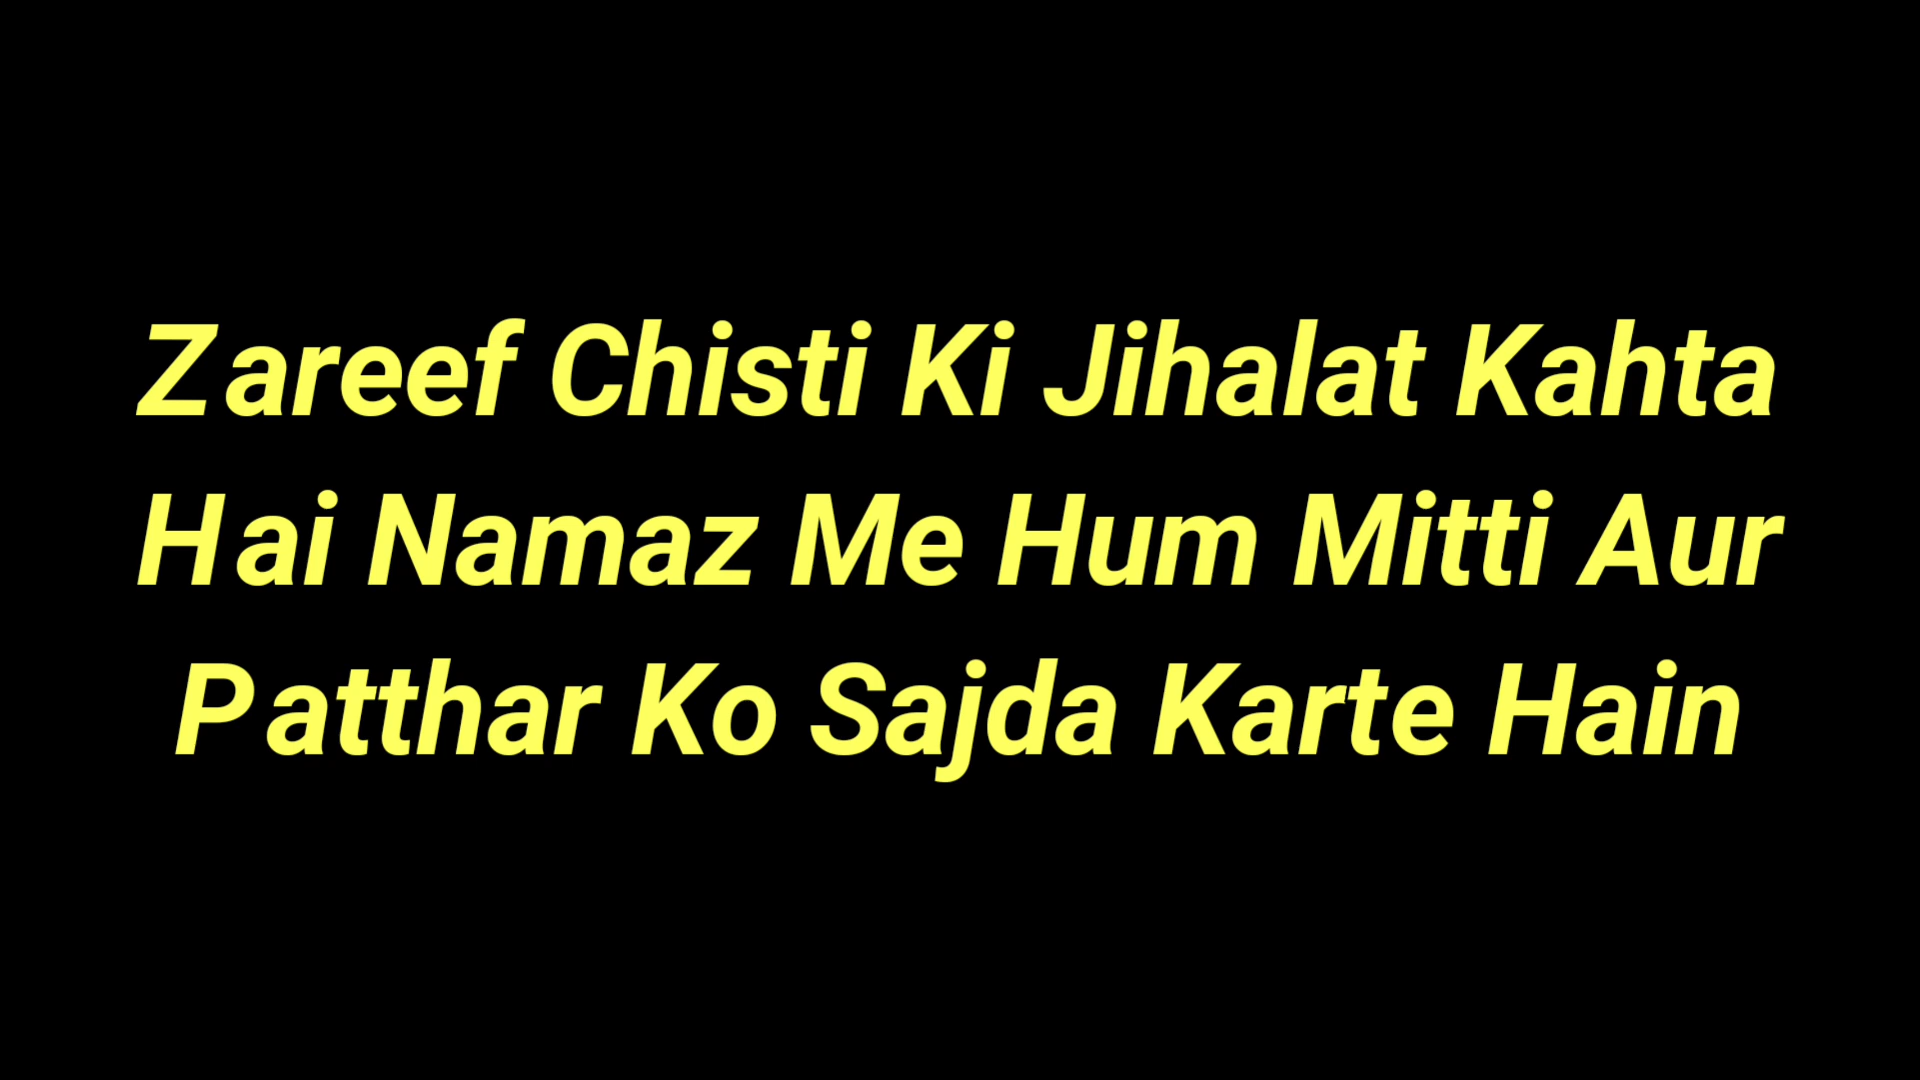 Zareef Chisti Ki Jihalat Kahta
Hai Namaz Me Hum Mitti Aur
Patthar Ko Sajda Karte Hain